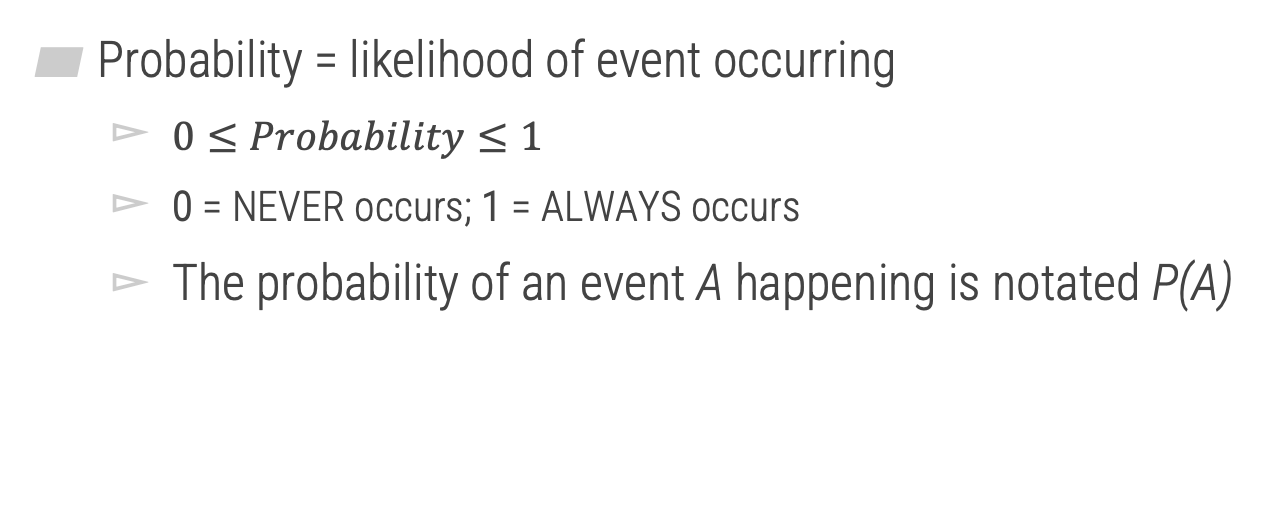 Probability = likelihood of event occurring
0 ≤ Probability ≤ 1
0 = NEVER occurs; 1 = ALWAYS occurs
The probability of an event A happening is notated P(A)